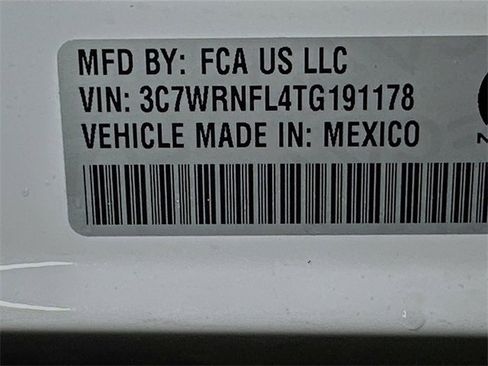 MFD BY: FCA US LLC
VIN: 3C7WRNFL4TG191178
VEHICLE MADE IN: MEXICO